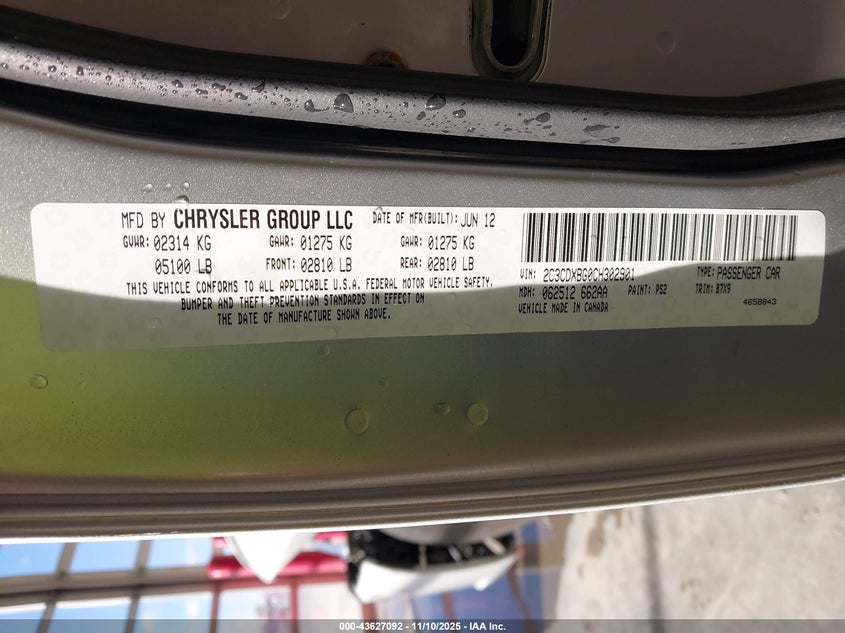 MFD BY CHRYSLER GROUP LLC DATE OF MFR(BUILT): JUN 12
GVWR: 02314 KG GAWR: 01275 KG GAWR: 01275 KG
05100 LB FRONT: 02810 LB REAR: 02810 LB
THIS VEHICLE CONFORMS TO ALL APPLICABLE U.S.A. FEDERAL MOTOR VEHICLE SAFETY,
BUMPER AND THEFT PREVENTION STANDARDS IN EFFECT ON
THE DATE OF MANUFACTURE SHOWN ABOVE.
VIN: 2C3CDXBG0CH302901 TYPE: PASSENGER CAR
MDH: 062512 662AA PAINT: PS2 TRIM: B7X9
VEHICLE MADE IN CANADA 4658843
000-43627092 - 11/10/2025 - IAA Inc.